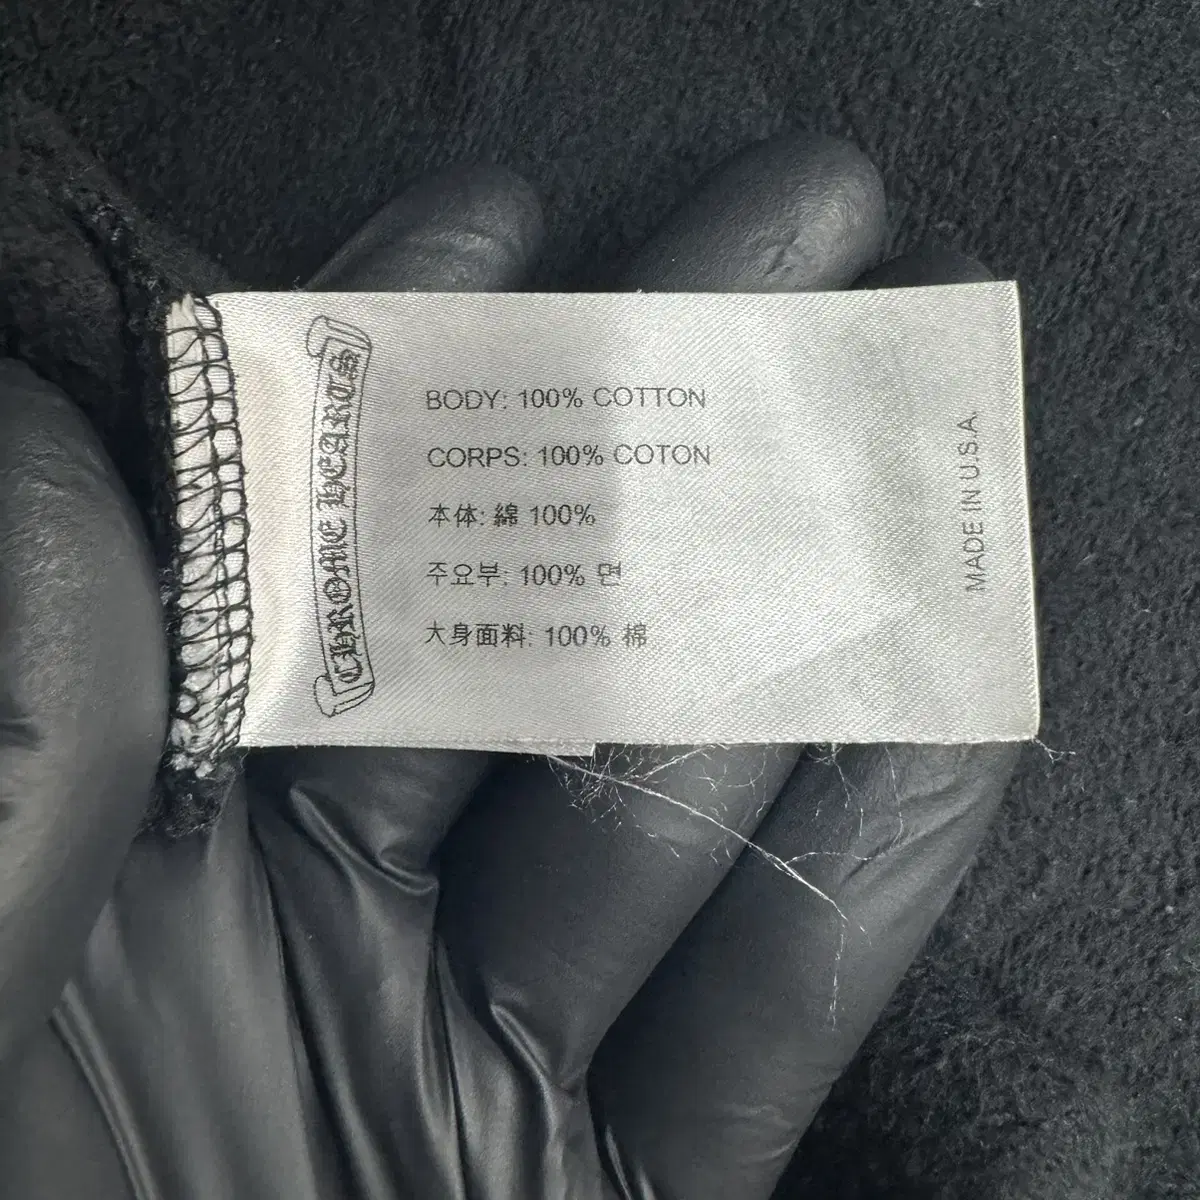 CHROME HEARTS
BODY: 100% COTTON
CORPS: 100% COTON
本体: 綿 100%
주요부: 100% 면
大身面料: 100% 棉
MADE IN U.S.A.